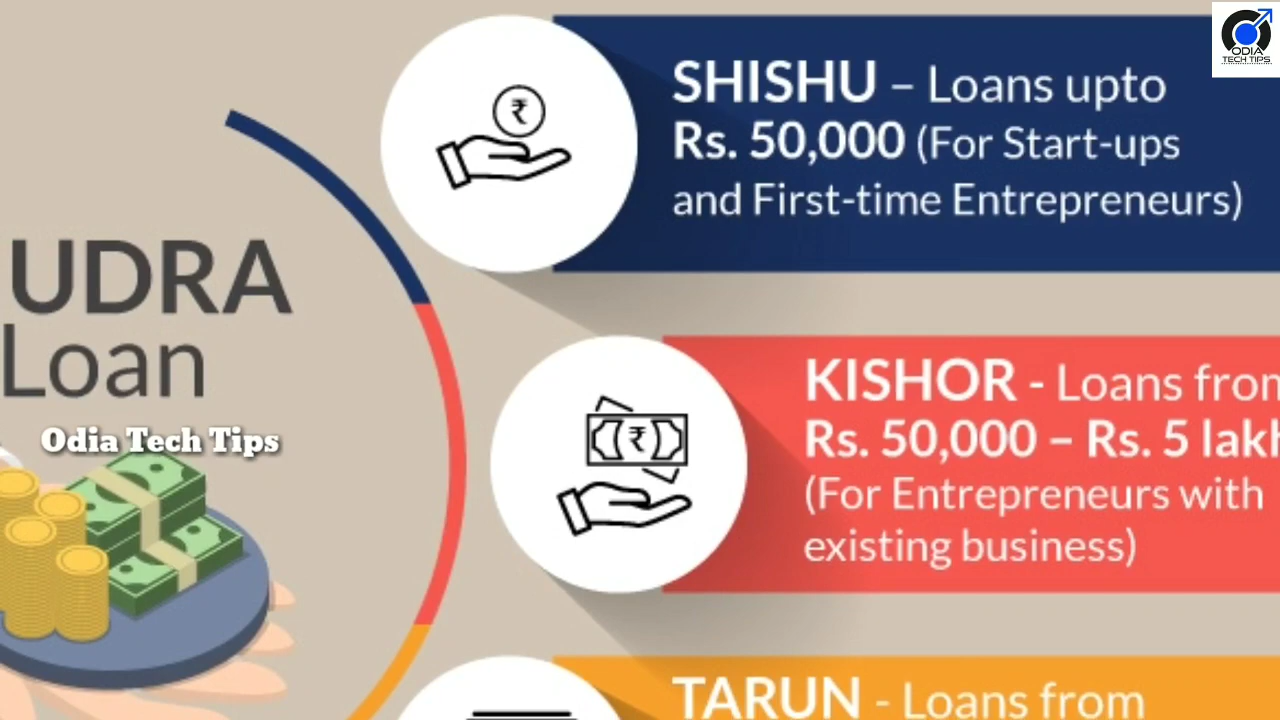 SHISHU – Loans upto
Rs. 50,000 (For Start-ups
and First-time Entrepreneurs)
UDRA
Loan
Odia Tech Tips
KISHOR - Loans from
Rs. 50,000 – Rs. 5 lakh
(For Entrepreneurs with
existing business)
TARUN - Loans from
ODIA
TECH TIPS